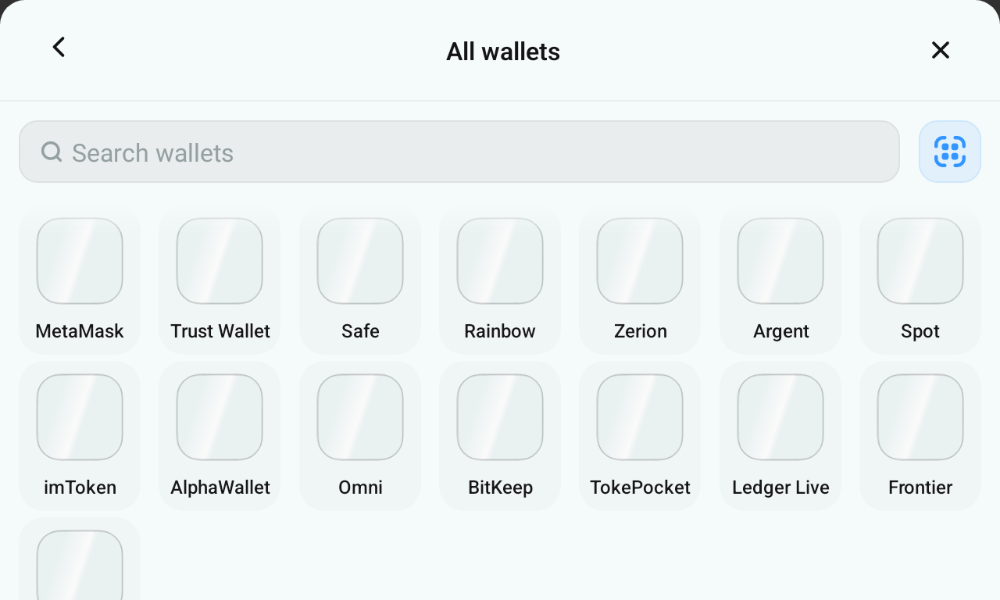 All wallets
Search wallets
MetaMask Trust Wallet Safe Rainbow Zerion Argent Spot
imToken AlphaWallet Omni BitKeep TokePocket Ledger Live Frontier